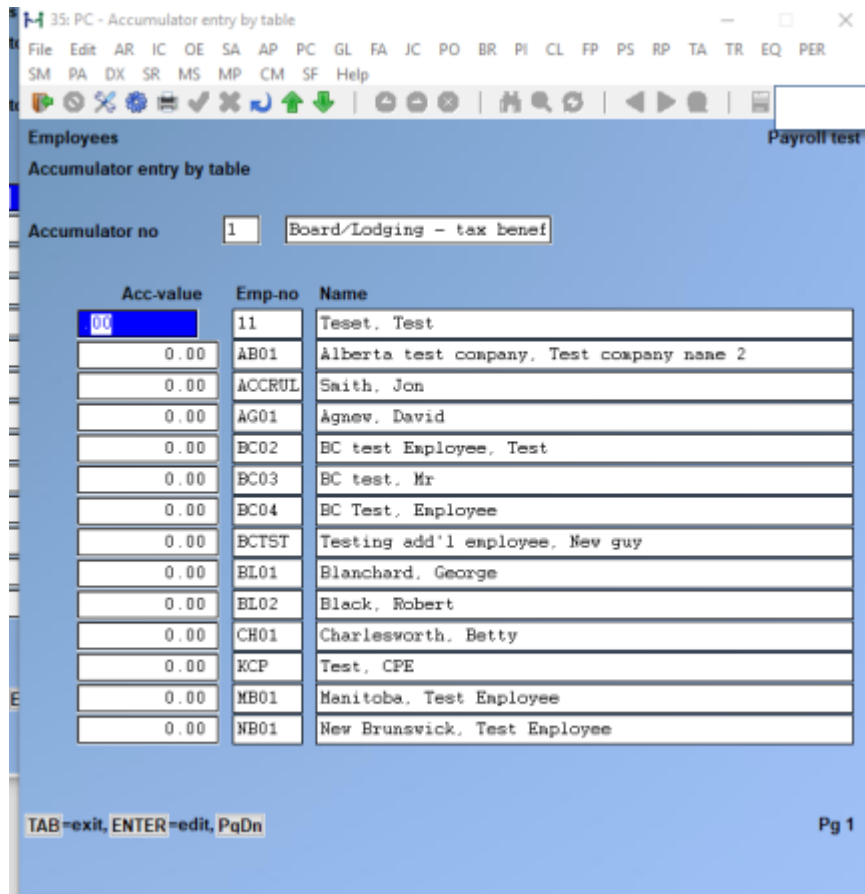 35: PC - Accumulator entry by table
File Edit AR IC OE SA AP PC GL FA JC PO BR PI CL FP PS RP TA TR EQ PER
SM PA DX SR MS MP CM SF Help
Employees Payroll test
Accumulator entry by table
Accumulator no 1 Board/Lodging - tax benef
Acc-value Emp-no Name
.00 11 Teset, Test
0.00 AB01 Alberta test company, Test company name 2
0.00 ACCRUL Smith, Jon
0.00 AG01 Agnew, David
0.00 BC02 BC test Employee, Test
0.00 BC03 BC test, Mr
0.00 BC04 BC Test, Employee
0.00 BCTST Testing add'l employee, New guy
0.00 BL01 Blanchard, George
0.00 BL02 Black, Robert
0.00 CH01 Charlesworth, Betty
0.00 KCP Test, CPE
0.00 MB01 Manitoba, Test Employee
0.00 NB01 New Brunswick, Test Employee
TAB=exit, ENTER=edit, PgDn Pg 1